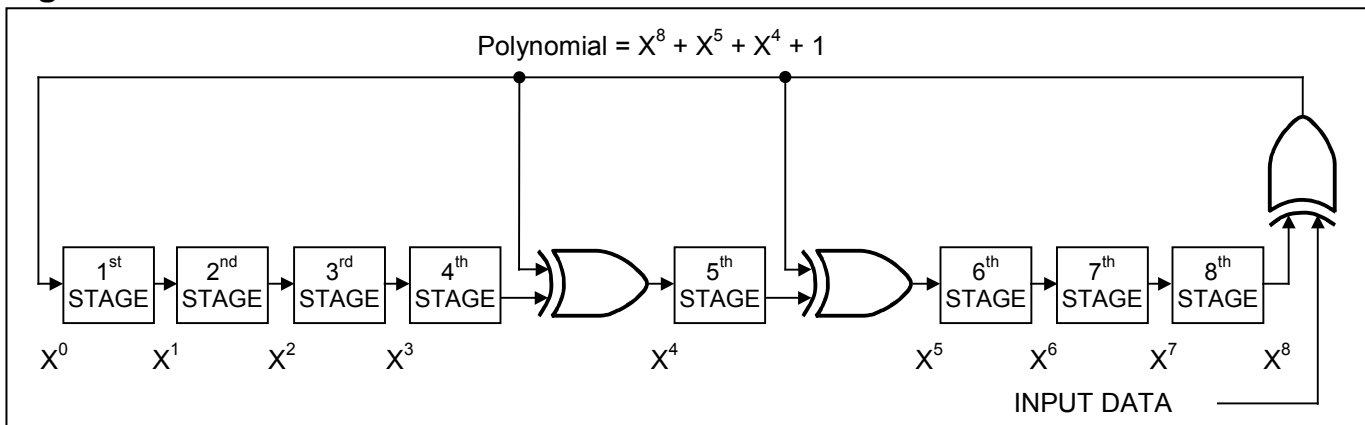 Polynomial = X⁸ + X⁵ + X⁴ + 1
1st STAGE
2nd STAGE
3rd STAGE
4th STAGE
5th STAGE
6th STAGE
7th STAGE
8th STAGE
X⁰ X¹ X² X³ X⁴ X⁵ X⁶ X⁷ X⁸
INPUT DATA